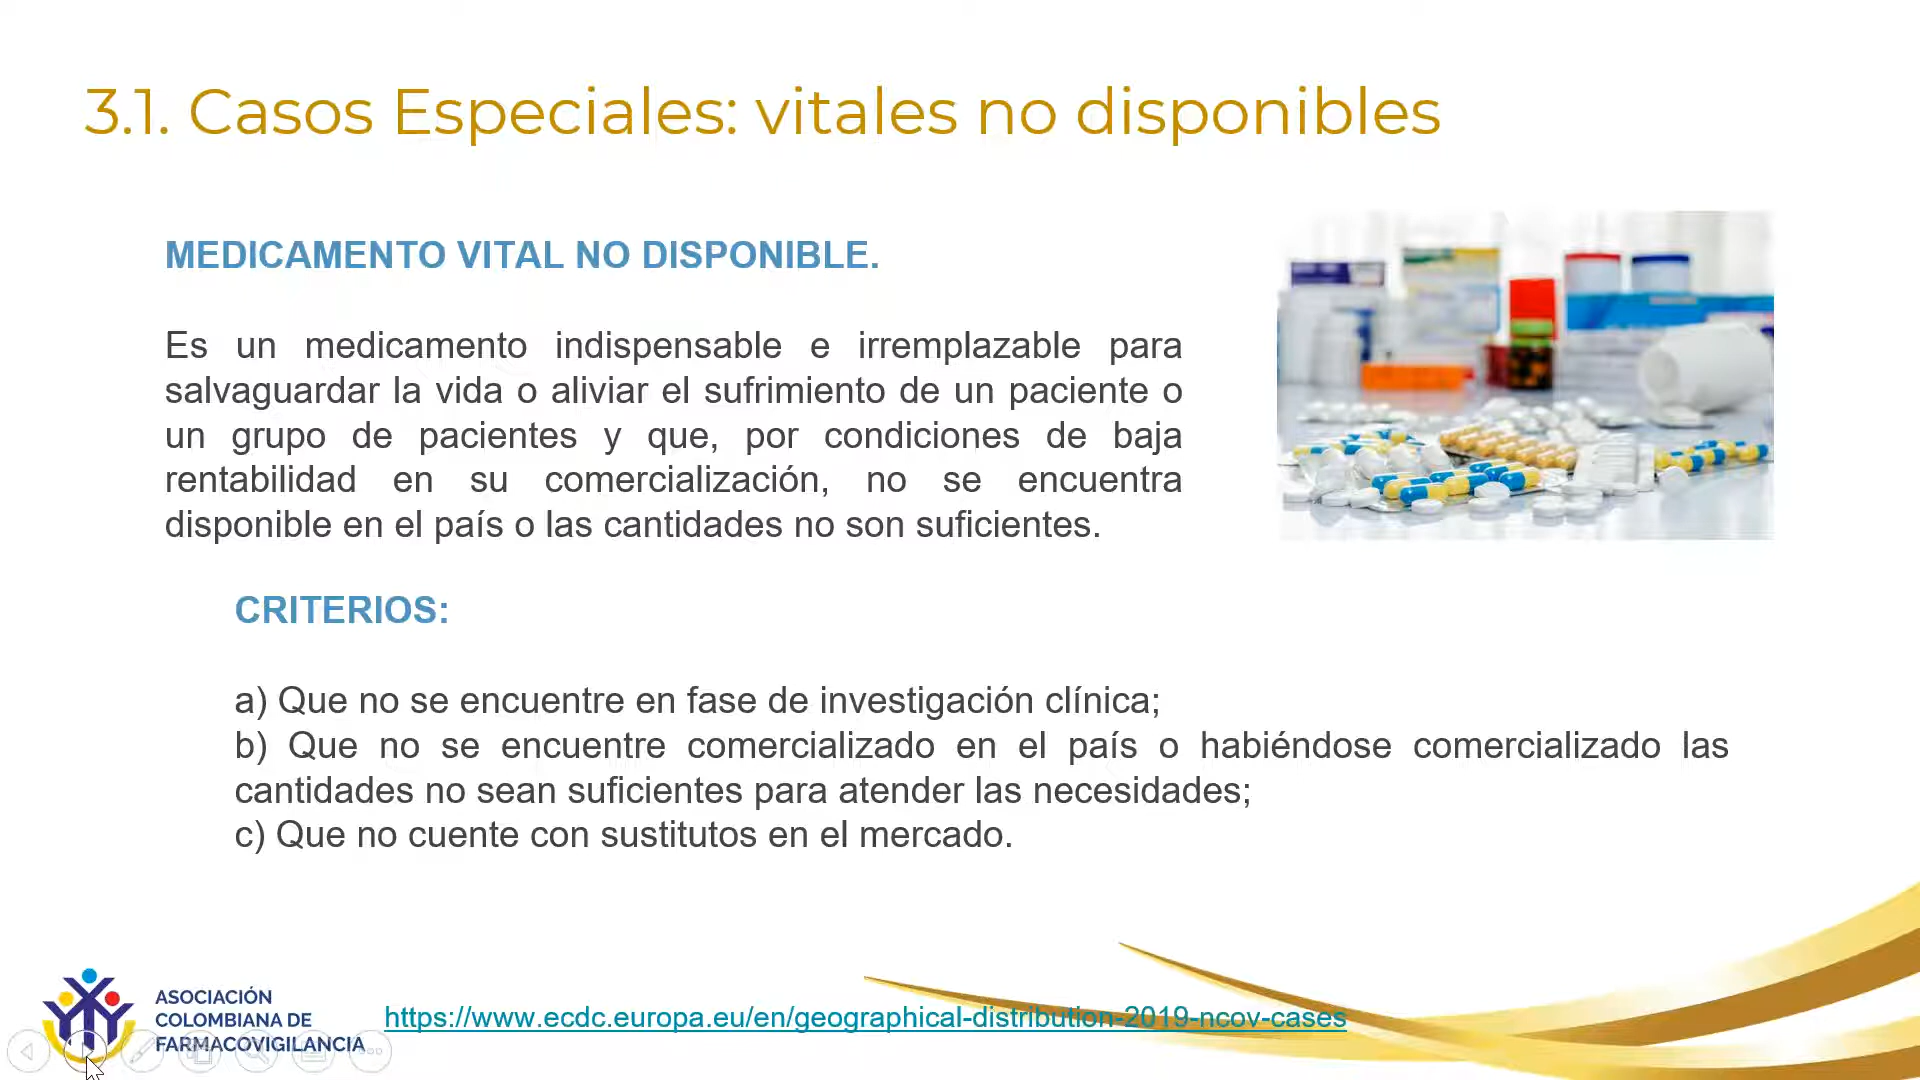 3.1. Casos Especiales: vitales no disponibles
MEDICAMENTO VITAL NO DISPONIBLE.
Es un medicamento indispensable e irremplazable para
salvaguardar la vida o aliviar el sufrimiento de un paciente o
un grupo de pacientes y que, por condiciones de baja
rentabilidad en su comercialización, no se encuentra
disponible en el país o las cantidades no son suficientes.
CRITERIOS:
a) Que no se encuentre en fase de investigación clínica;
b) Que no se encuentre comercializado en el país o habiéndose comercializado las
cantidades no sean suficientes para atender las necesidades;
c) Que no cuente con sustitutos en el mercado.
ASOCIACIÓN
COLOMBIANA DE
FARMACOVIGILANCIA
https://www.ecdc.europa.eu/en/geographical-distribution-2019-ncov-cases